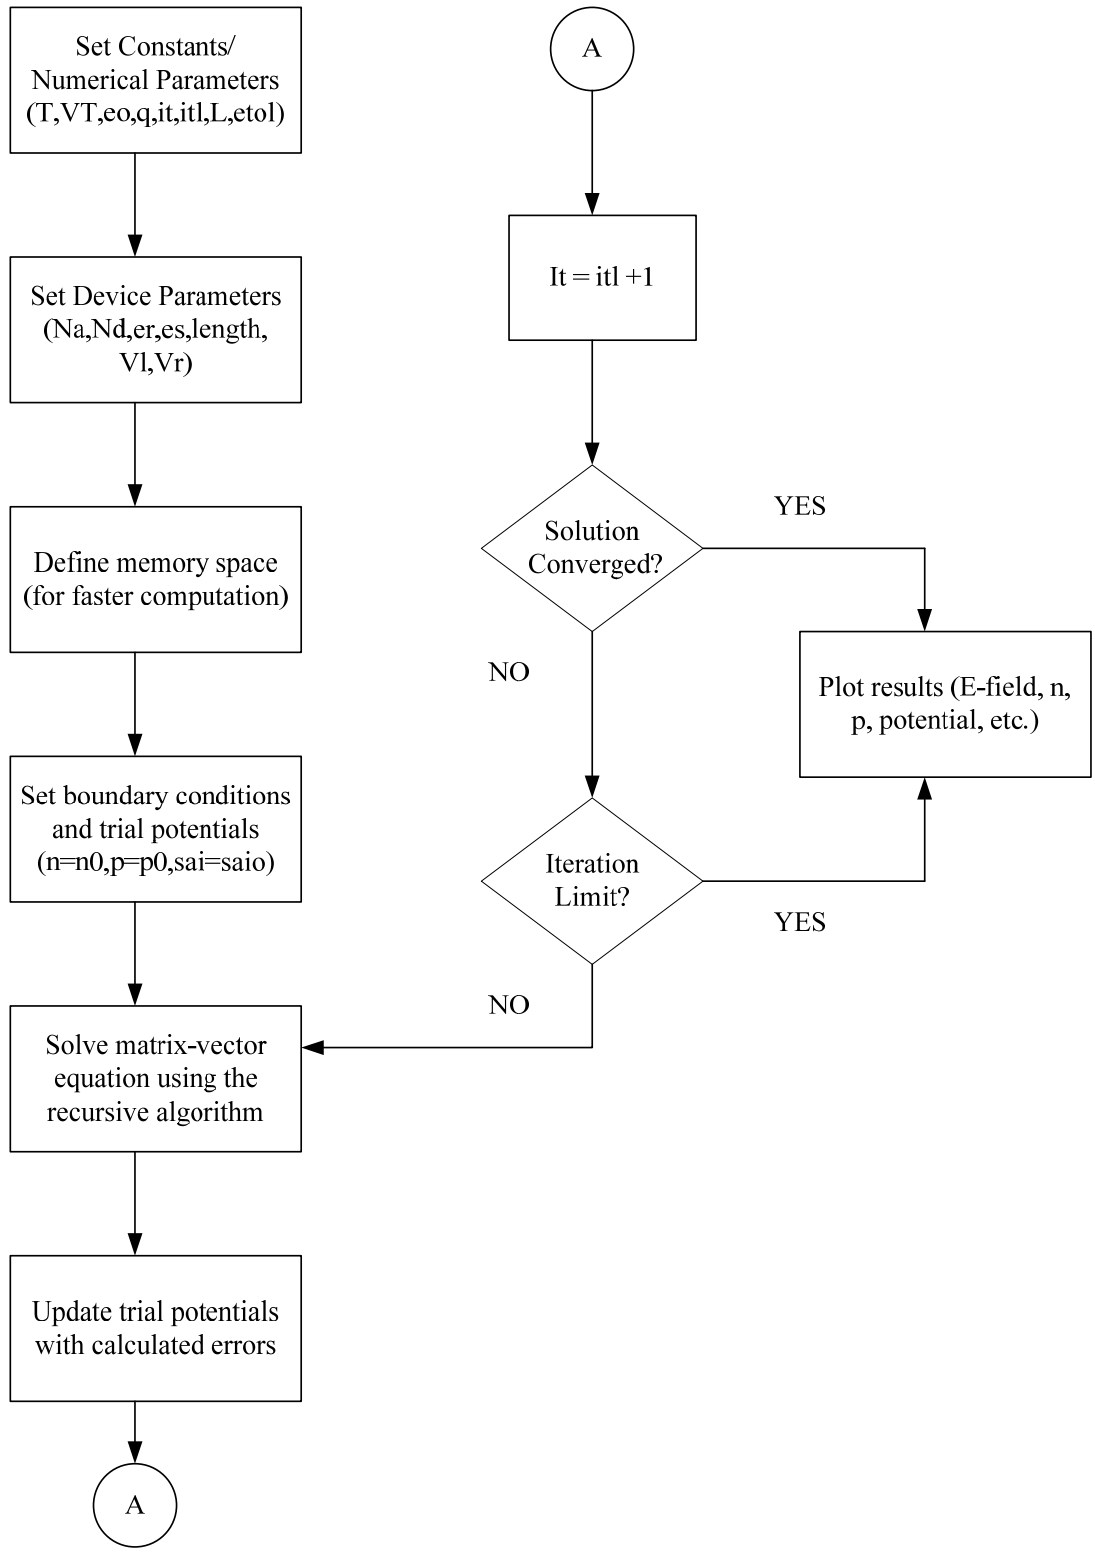 Set Constants/
Numerical Parameters
(T,VT,eo,q,it,itl,L,etol)
Set Device Parameters
(Na,Nd,er,es,length,
Vl,Vr)
Define memory space
(for faster computation)
Set boundary conditions
and trial potentials
(n=n0,p=p0,sai=saio)
Solve matrix-vector
equation using the
recursive algorithm
Update trial potentials
with calculated errors
A
A
It = itl +1
Solution
Converged?
YES
NO
Plot results (E-field, n,
p, potential, etc.)
Iteration
Limit?
YES
NO